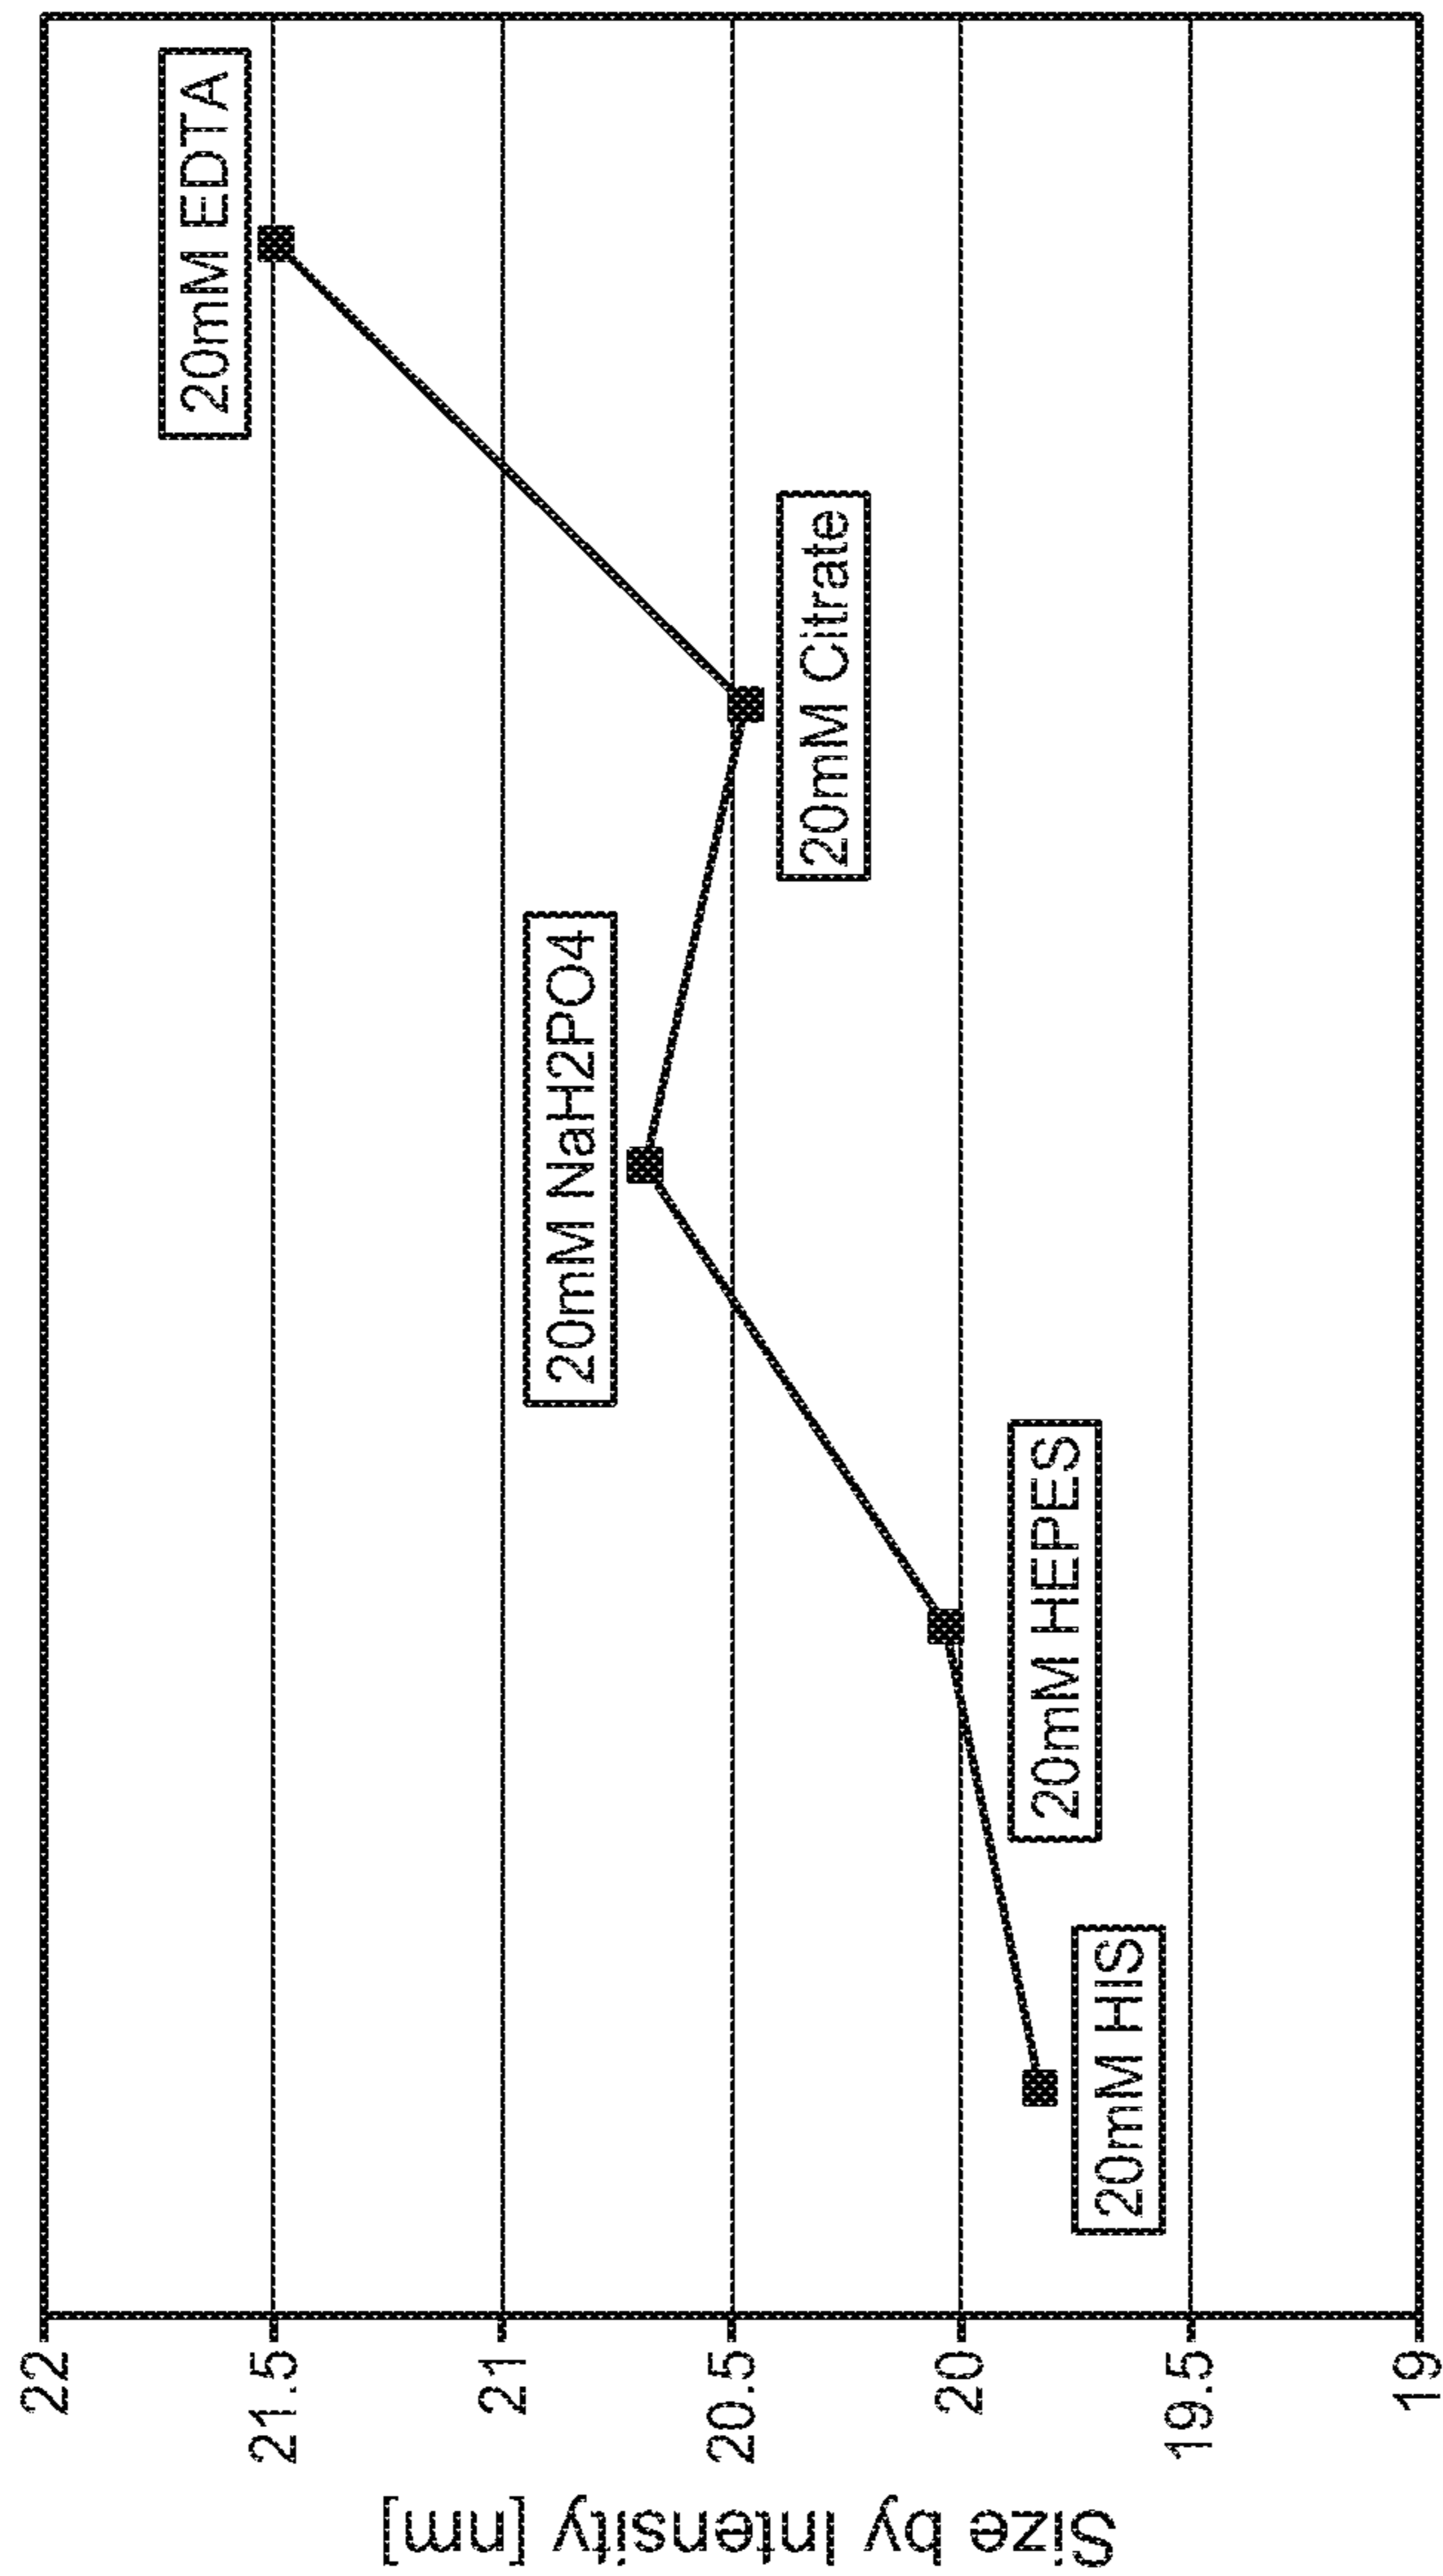 Size by Intensity [nm]
22
21.5
21
20.5
20
19.5
19
20mM HIS
20mM HEPES
20mM NaH2PO4
20mM Citrate
20mM EDTA